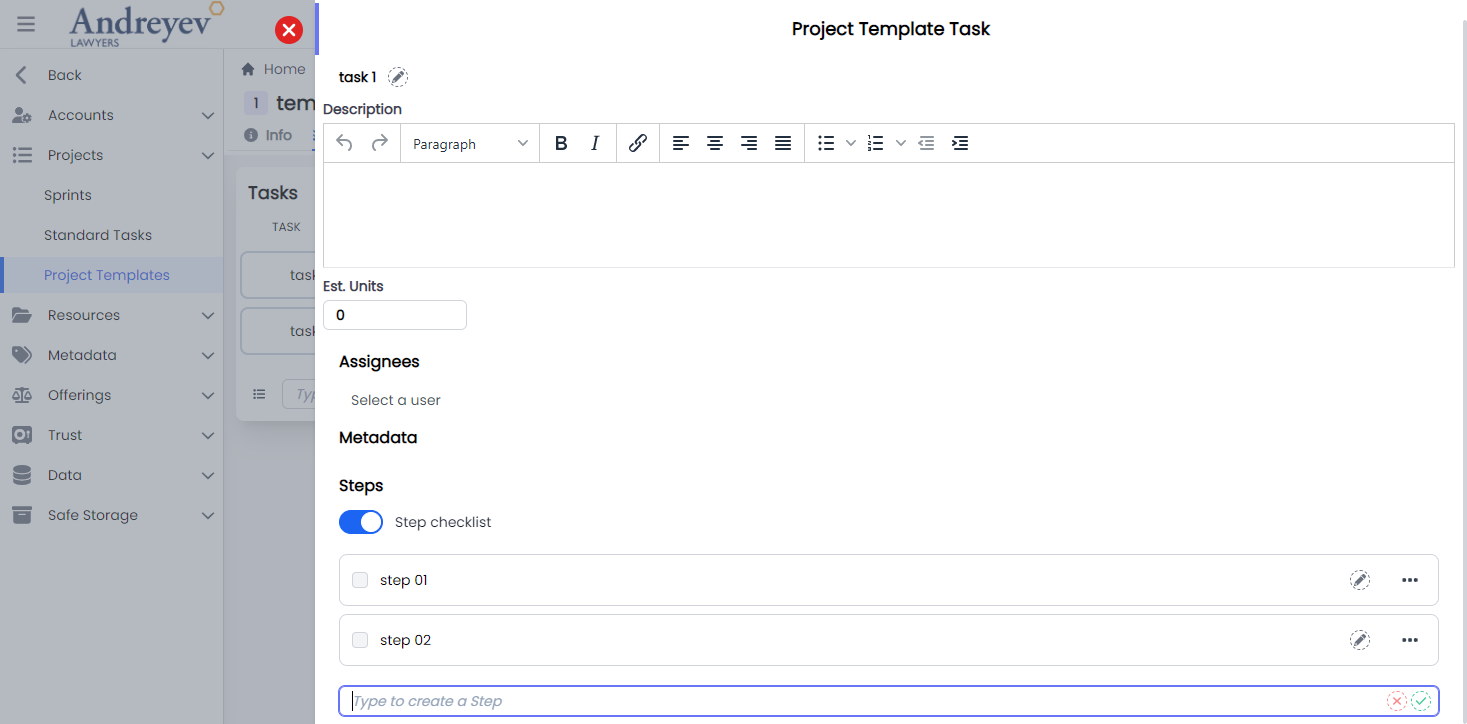 Andreyev
LAWYERS
Back
Accounts
Projects
Sprints
Standard Tasks
Project Templates
Resources
Metadata
Offerings
Trust
Data
Safe Storage
Home
1 tem
Info
Tasks
TASK
task
task
Typ
Project Template Task
task 1
Description
Paragraph B I
Est. Units
0
Assignees
Select a user
Metadata
Steps
Step checklist
step 01
step 02
Type to create a Step